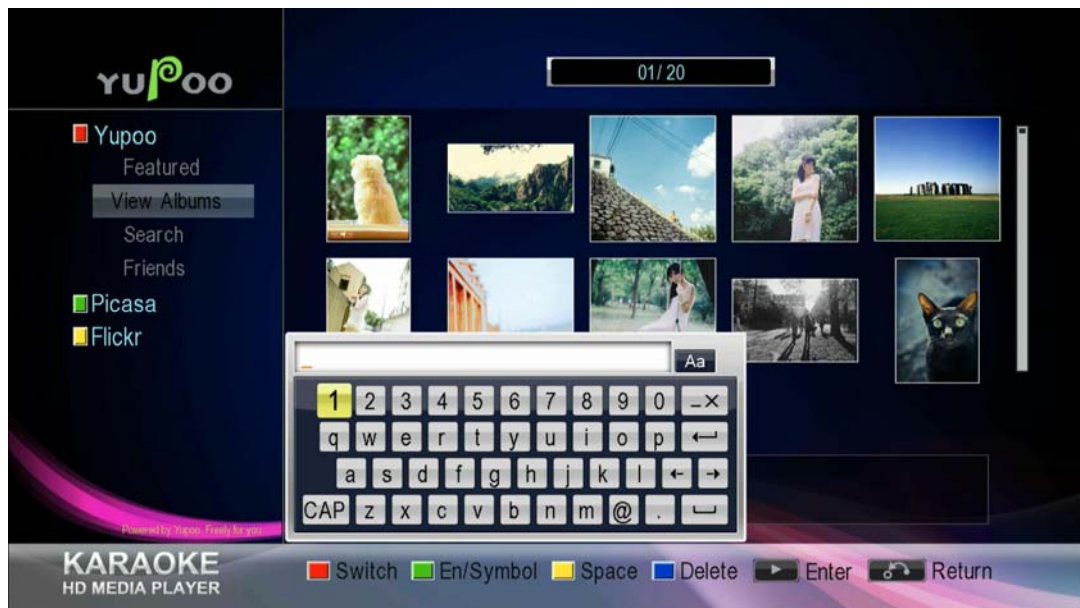 YUPOO
01/20
Yupoo
Featured
View Albums
Search
Friends
Picasa
Flickr
Aa
1 2 3 4 5 6 7 8 9 0 _×
q w e r t y u i o p
a s d f g h j k l ← →
CAP z x c v b n m @ .
Powered by Yupoo. Freely for you.
KARAOKE
HD MEDIA PLAYER
Switch En/Symbol Space Delete Enter Return